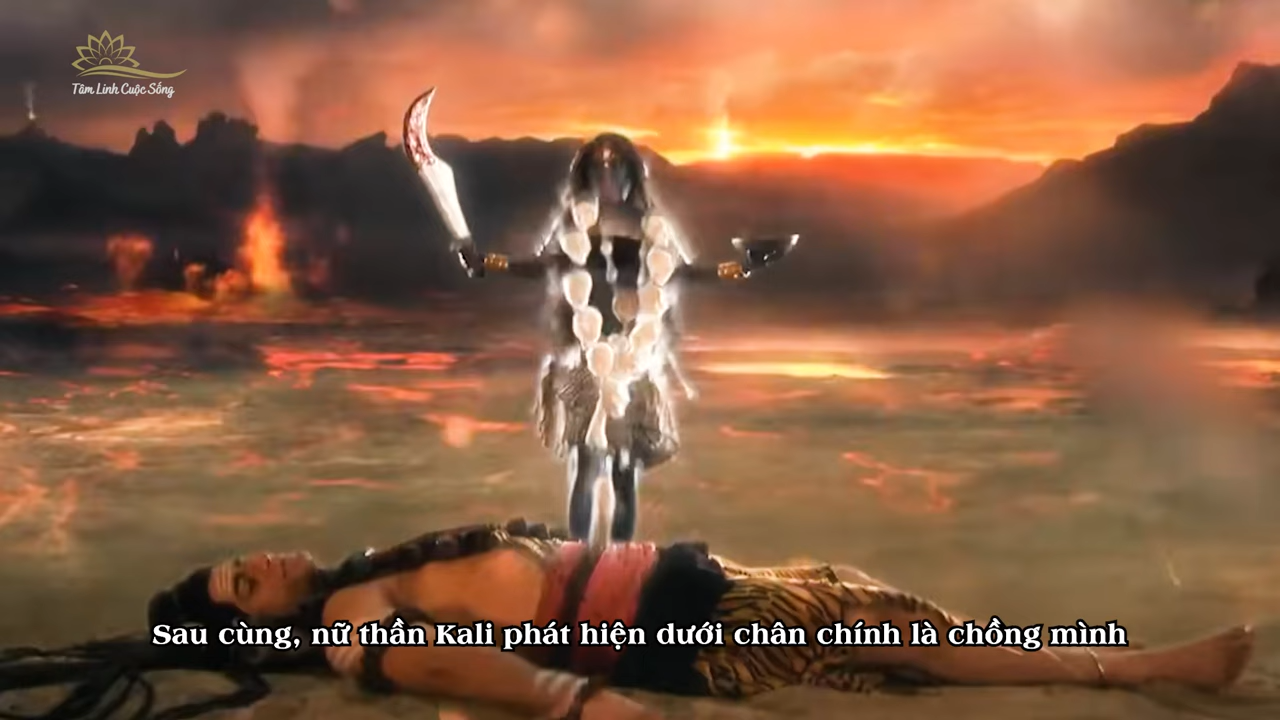 Tâm Linh Cuộc Sống
Sau cùng, nữ thần Kali phát hiện dưới chân chính là chồng mình